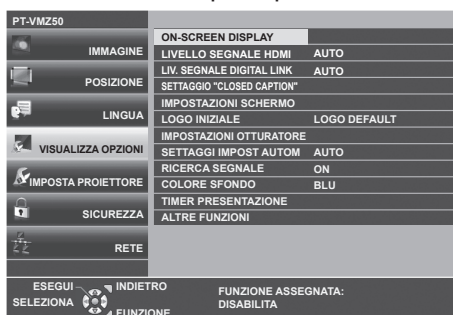 PT-VMZ50
IMMAGINE
POSIZIONE
LINGUA
VISUALIZZA OPZIONI
IMPOSTA PROIETTORE
SICUREZZA
RETE
ON-SCREEN DISPLAY
LIVELLO SEGNALE HDMI AUTO
LIV. SEGNALE DIGITAL LINK AUTO
SETTAGGIO "CLOSED CAPTION"
IMPOSTAZIONI SCHERMO
LOGO INIZIALE LOGO DEFAULT
IMPOSTAZIONI OTTURATORE
SETTAGGI IMPOST AUTOM AUTO
RICERCA SEGNALE ON
COLORE SFONDO BLU
TIMER PRESENTAZIONE
ALTRE FUNZIONI
ESEGUI INDIETRO
SELEZIONA
FUNZIONE
FUNZIONE ASSEGNATA:
DISABILITA